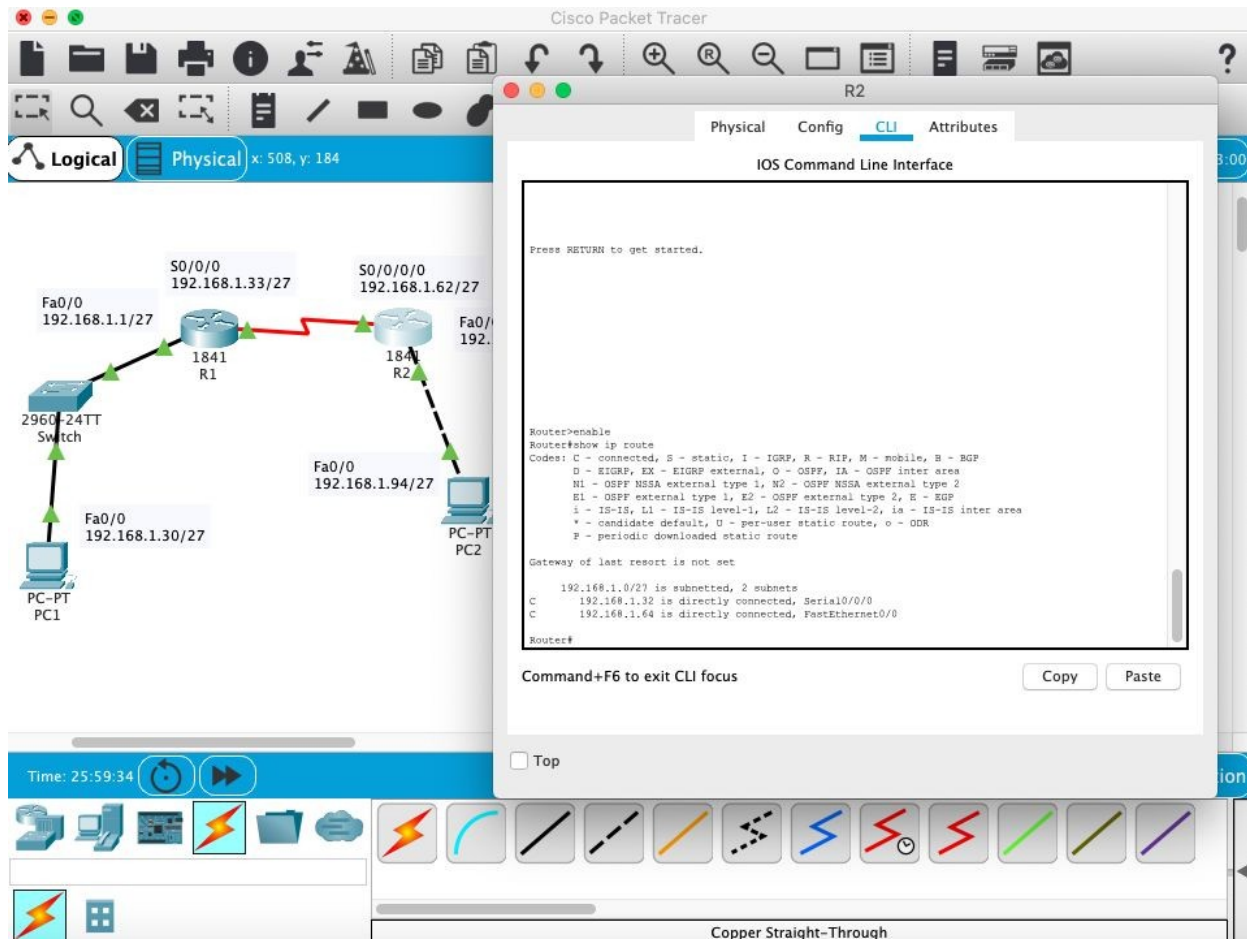 Cisco Packet Tracer
Logical
Physical
x: 508, y: 184
3:00
S0/0/0
192.168.1.33/27
S0/0/0/0
192.168.1.62/27
Fa0/0
192.168.1.1/27
Fa0/
192.
1841
R1
1841
R2
2960-24TT
Switch
Fa0/0
192.168.1.94/27
Fa0/0
192.168.1.30/27
PC-PT
PC2
PC-PT
PC1
R2
Physical Config CLI Attributes
IOS Command Line Interface
Press RETURN to get started.
Router>enable
Router#show ip route
Codes: C - connected, S - static, I - IGRP, R - RIP, M - mobile, B - BGP
D - EIGRP, EX - EIGRP external, O - OSPF, IA - OSPF inter area
N1 - OSPF NSSA external type 1, N2 - OSPF NSSA external type 2
E1 - OSPF external type 1, E2 - OSPF external type 2, E - EGP
i - IS-IS, L1 - IS-IS level-1, L2 - IS-IS level-2, ia - IS-IS inter area
* - candidate default, U - per-user static route, o - ODR
P - periodic downloaded static route
Gateway of last resort is not set
192.168.1.0/27 is subnetted, 2 subnets
C 192.168.1.32 is directly connected, Serial0/0/0
C 192.168.1.64 is directly connected, FastEthernet0/0
Router#
Command+F6 to exit CLI focus
Copy
Paste
Top
Time: 25:59:34
ion
Copper Straight-Through